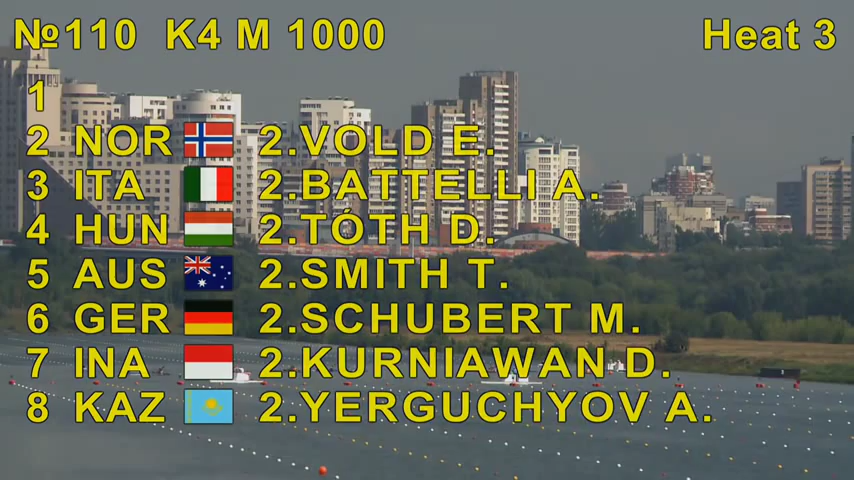 №110 K4 M 1000 Heat 3
1
2 NOR 2.VOLD E.
3 ITA 2.BATTELLI A.
4 HUN 2.TÓTH D.
5 AUS 2.SMITH T.
6 GER 2.SCHUBERT M.
7 INA 2.KURNIAWAN D.
8 KAZ 2.YERGUCHYOV A.